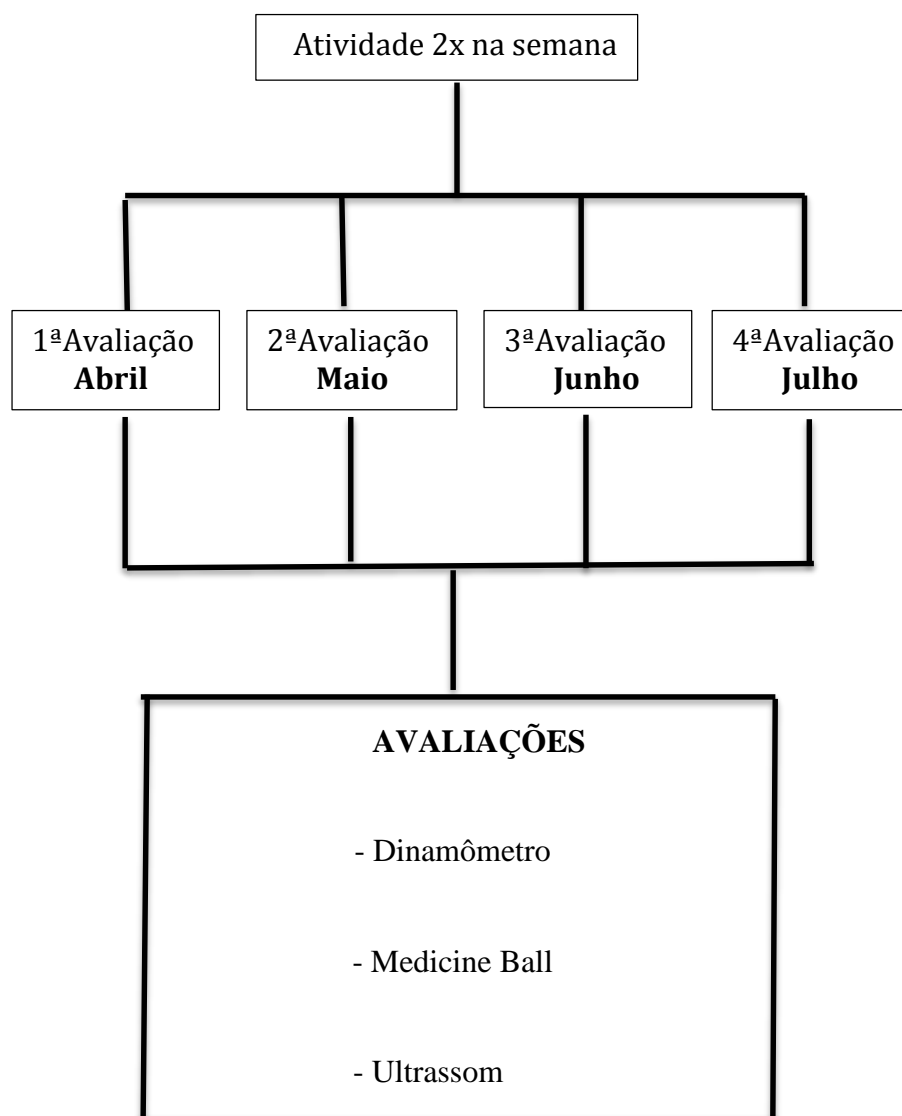 Atividade 2x na semana
1ªAvaliação
Abril
2ªAvaliação
Maio
3ªAvaliação
Junho
4ªAvaliação
Julho
AVALIAÇÕES
- Dinamômetro
- Medicine Ball
- Ultrassom